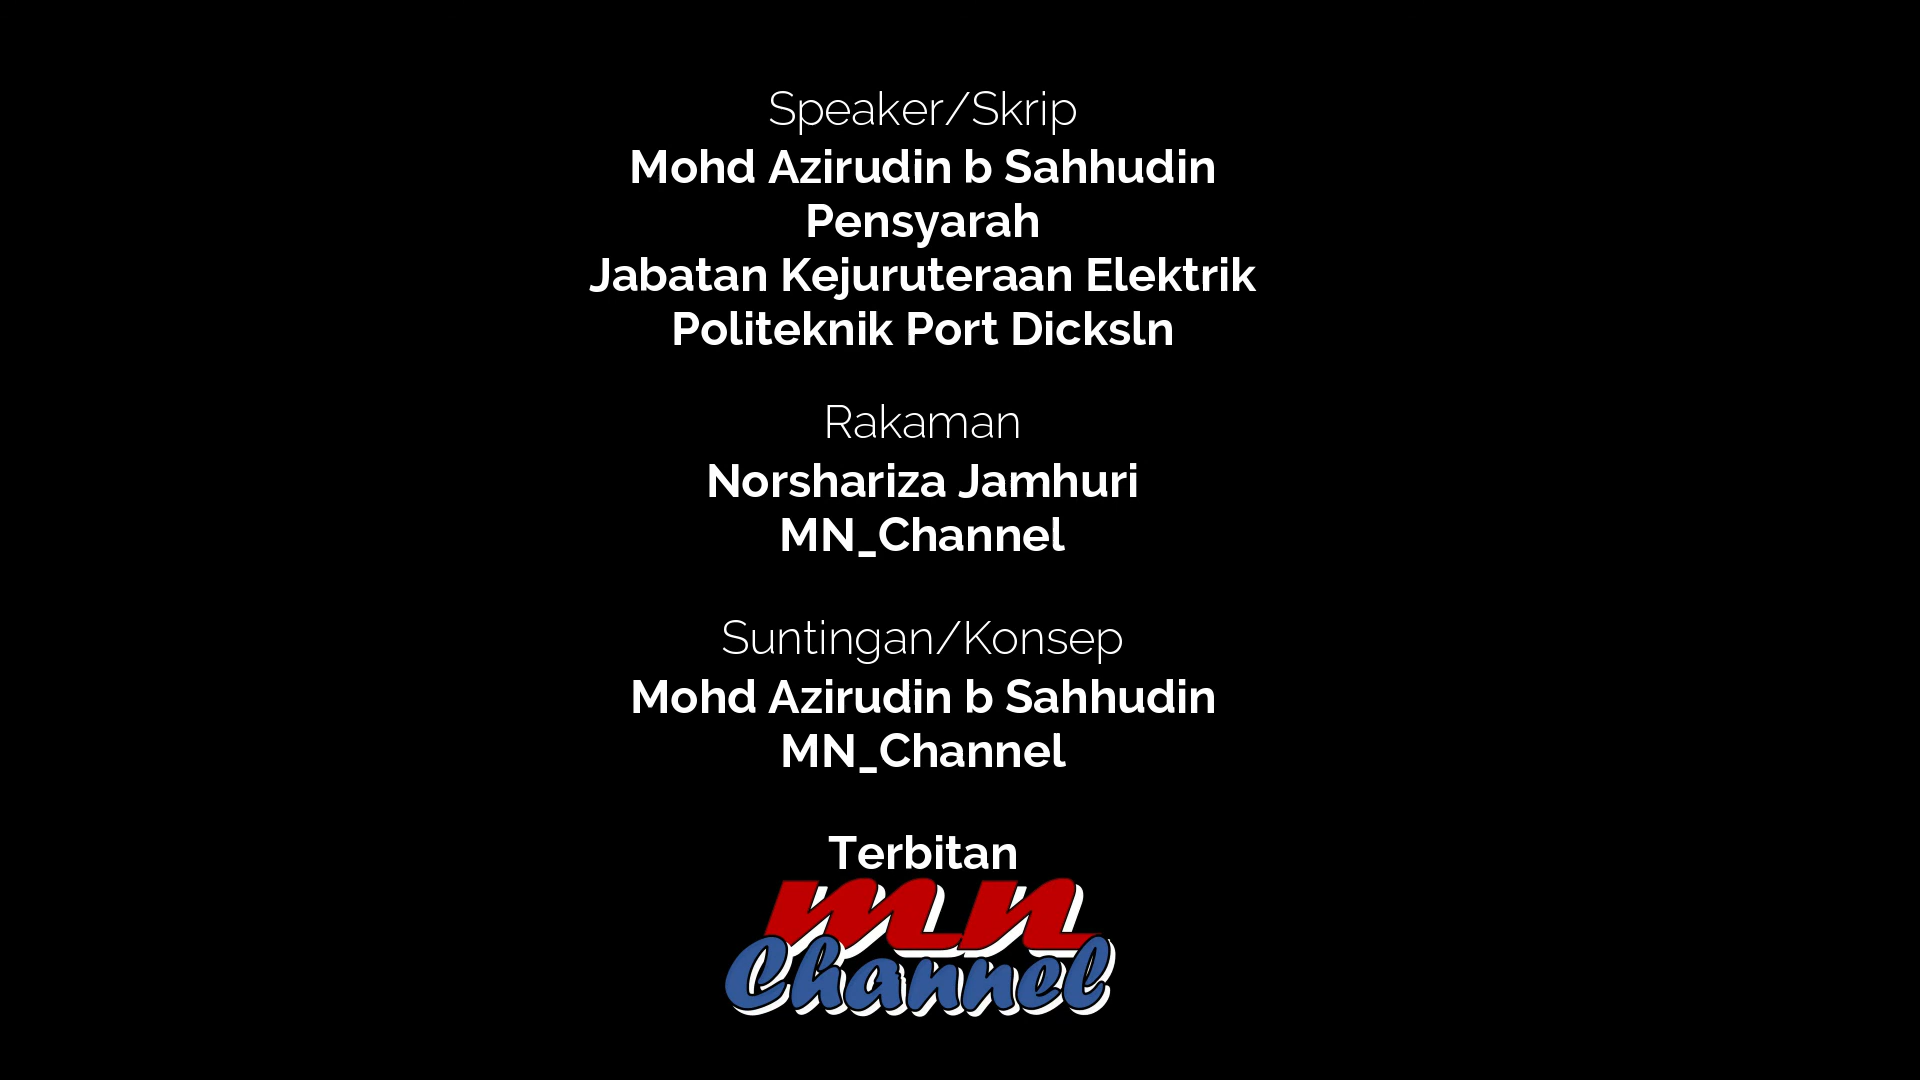 Speaker/Skrip
Mohd Azirudin b Sahhudin
Pensyarah
Jabatan Kejuruteraan Elektrik
Politeknik Port Dicksln
Rakaman
Norshariza Jamhuri
MN_Channel
Suntingan/Konsep
Mohd Azirudin b Sahhudin
MN_Channel
Terbitan
mn
Channel